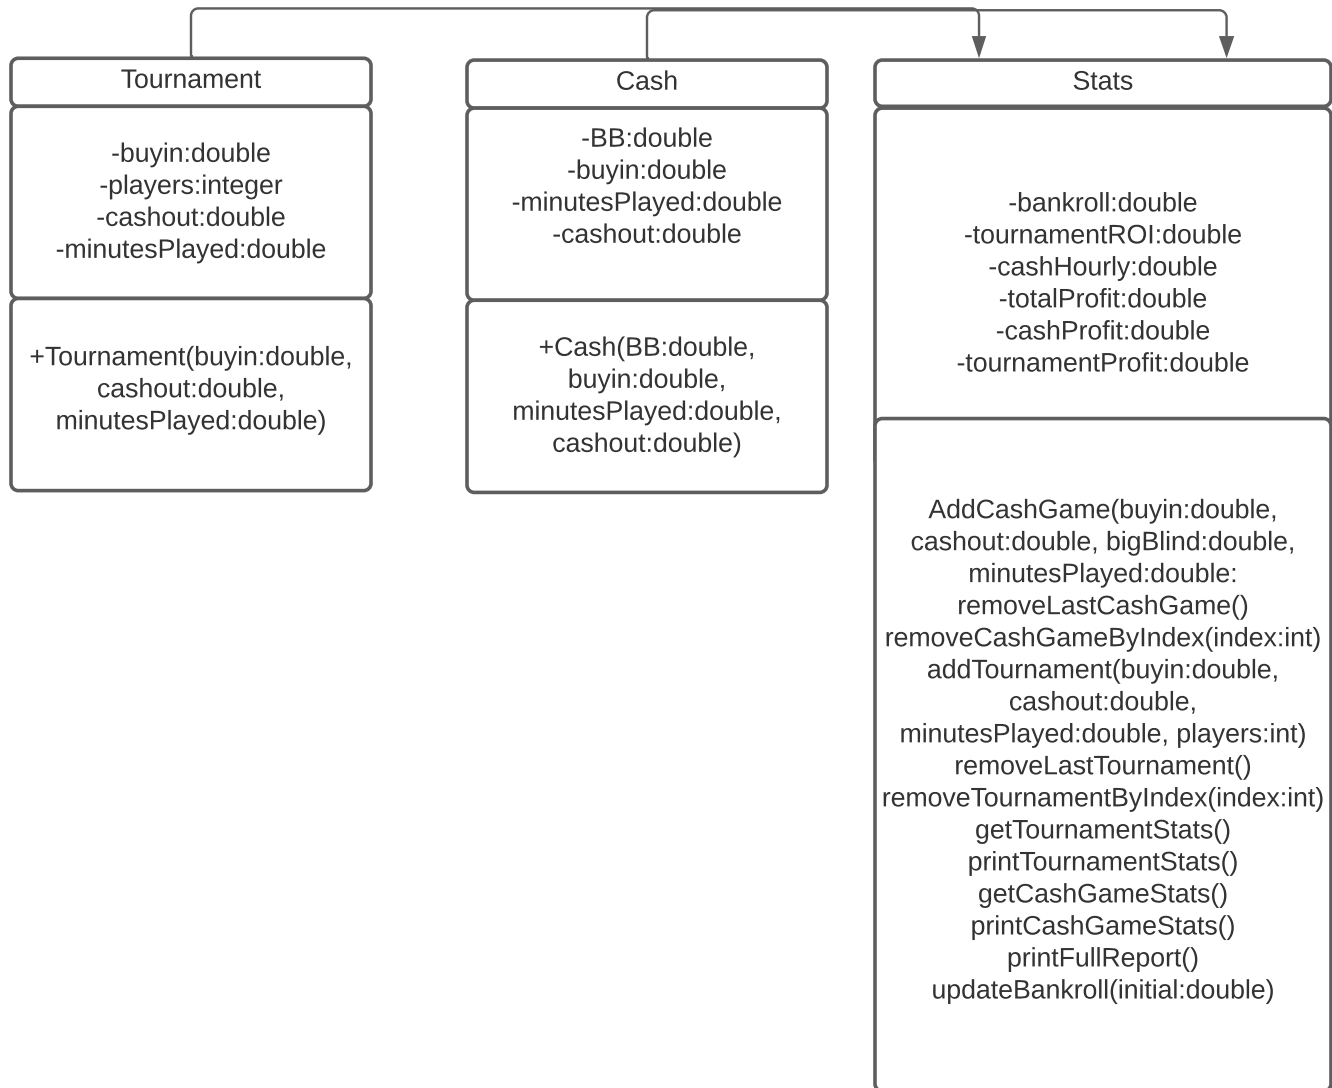 Tournament
-buyin:double
-players:integer
-cashout:double
-minutesPlayed:double
+Tournament(buyin:double,
cashout:double,
minutesPlayed:double)
Cash
-BB:double
-buyin:double
-minutesPlayed:double
-cashout:double
+Cash(BB:double,
buyin:double,
minutesPlayed:double,
cashout:double)
Stats
-bankroll:double
-tournamentROI:double
-cashHourly:double
-totalProfit:double
-cashProfit:double
-tournamentProfit:double
AddCashGame(buyin:double,
cashout:double, bigBlind:double,
minutesPlayed:double:
removeLastCashGame()
removeCashGameByIndex(index:int)
addTournament(buyin:double,
cashout:double,
minutesPlayed:double, players:int)
removeLastTournament()
removeTournamentByIndex(index:int)
getTournamentStats()
printTournamentStats()
getCashGameStats()
printCashGameStats()
printFullReport()
updateBankroll(initial:double)